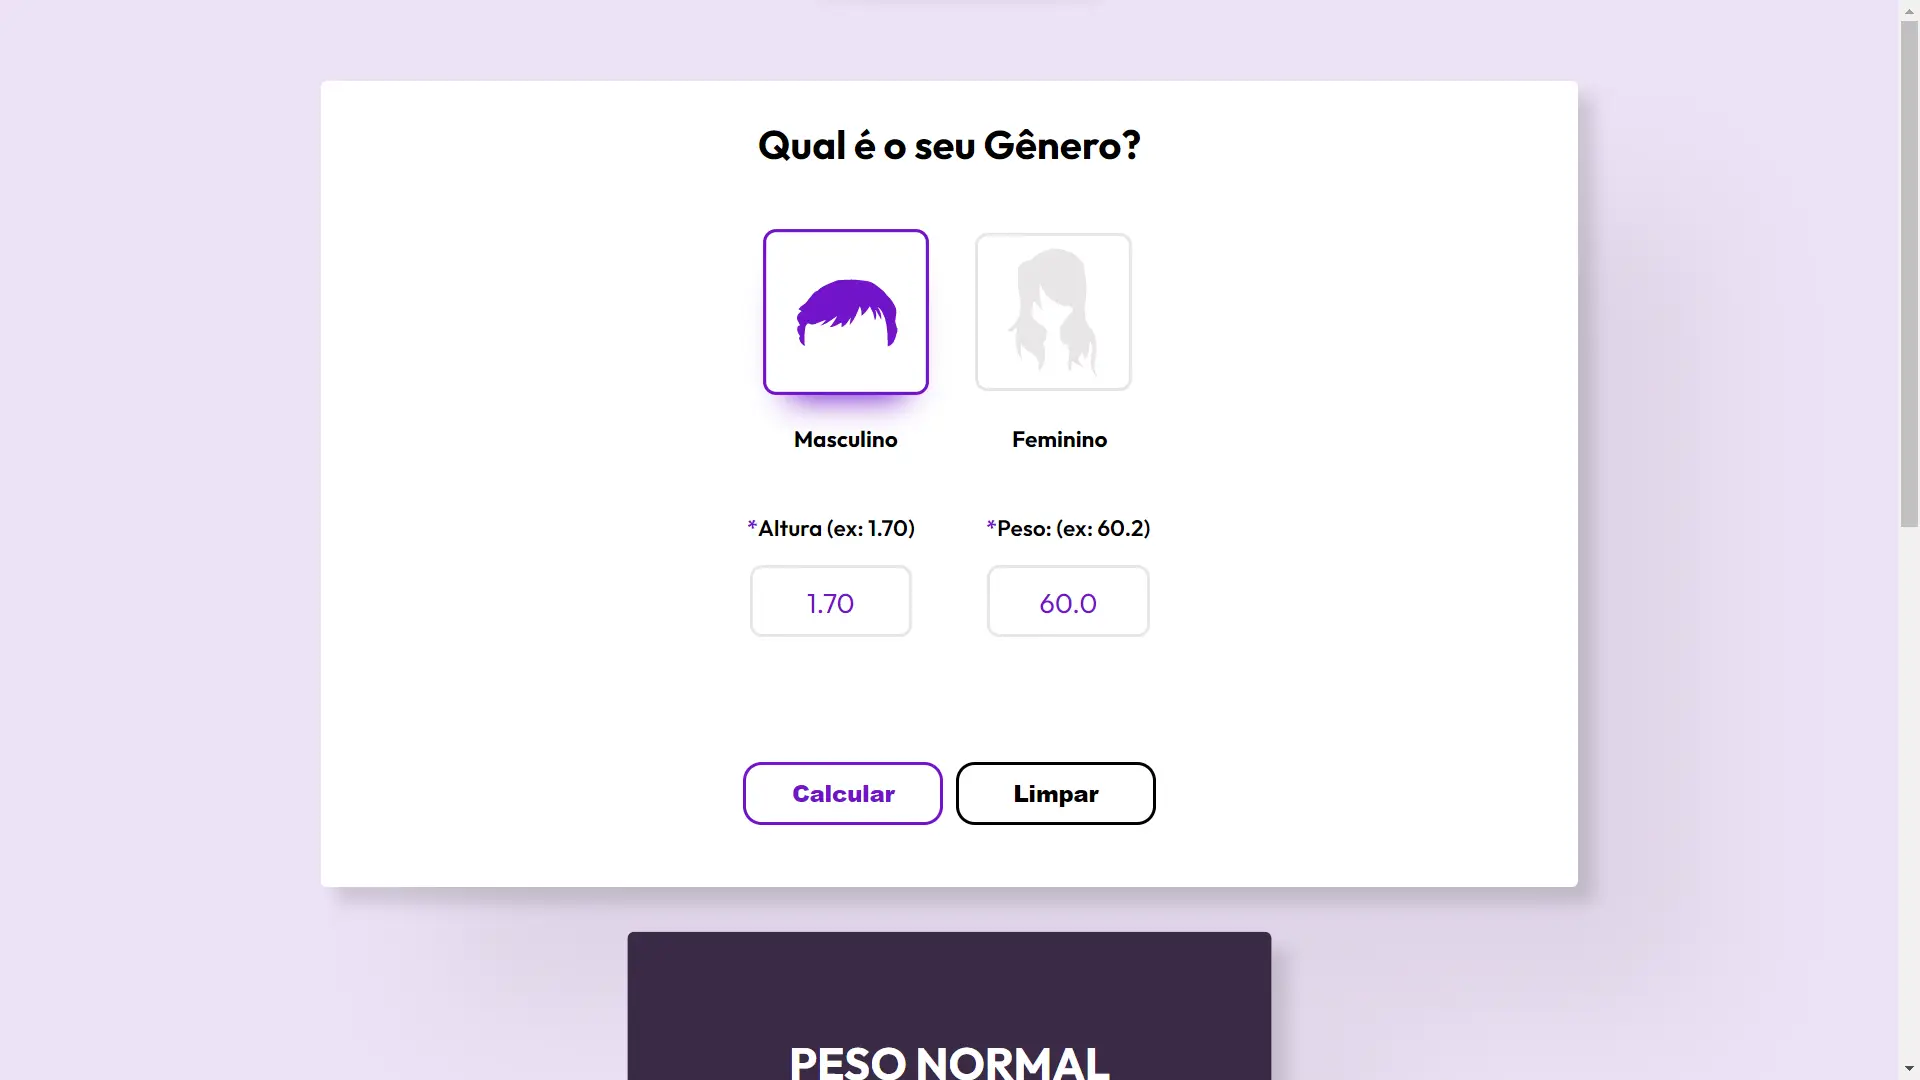 Qual é o seu Gênero?
Masculino
Feminino
*Altura (ex: 1.70)
*Peso: (ex: 60.2)
1.70
60.0
Calcular
Limpar
PESO NORMAL